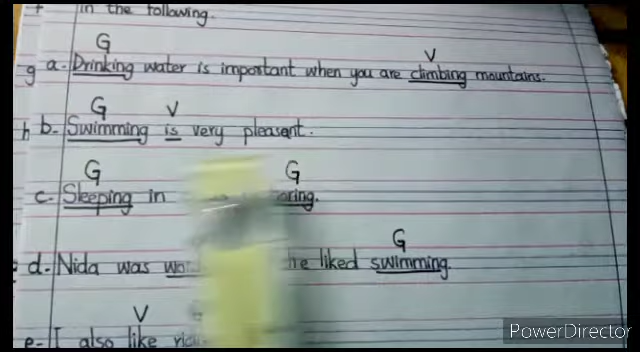 in the following.
G V
g a. Drinking water is important when you are climbing mountains.
G V
h b- Swimming is very pleasant.
G G
c- Sleeping in
G
d- Nida was liked swimming.
V
e- I also like
PowerDirector